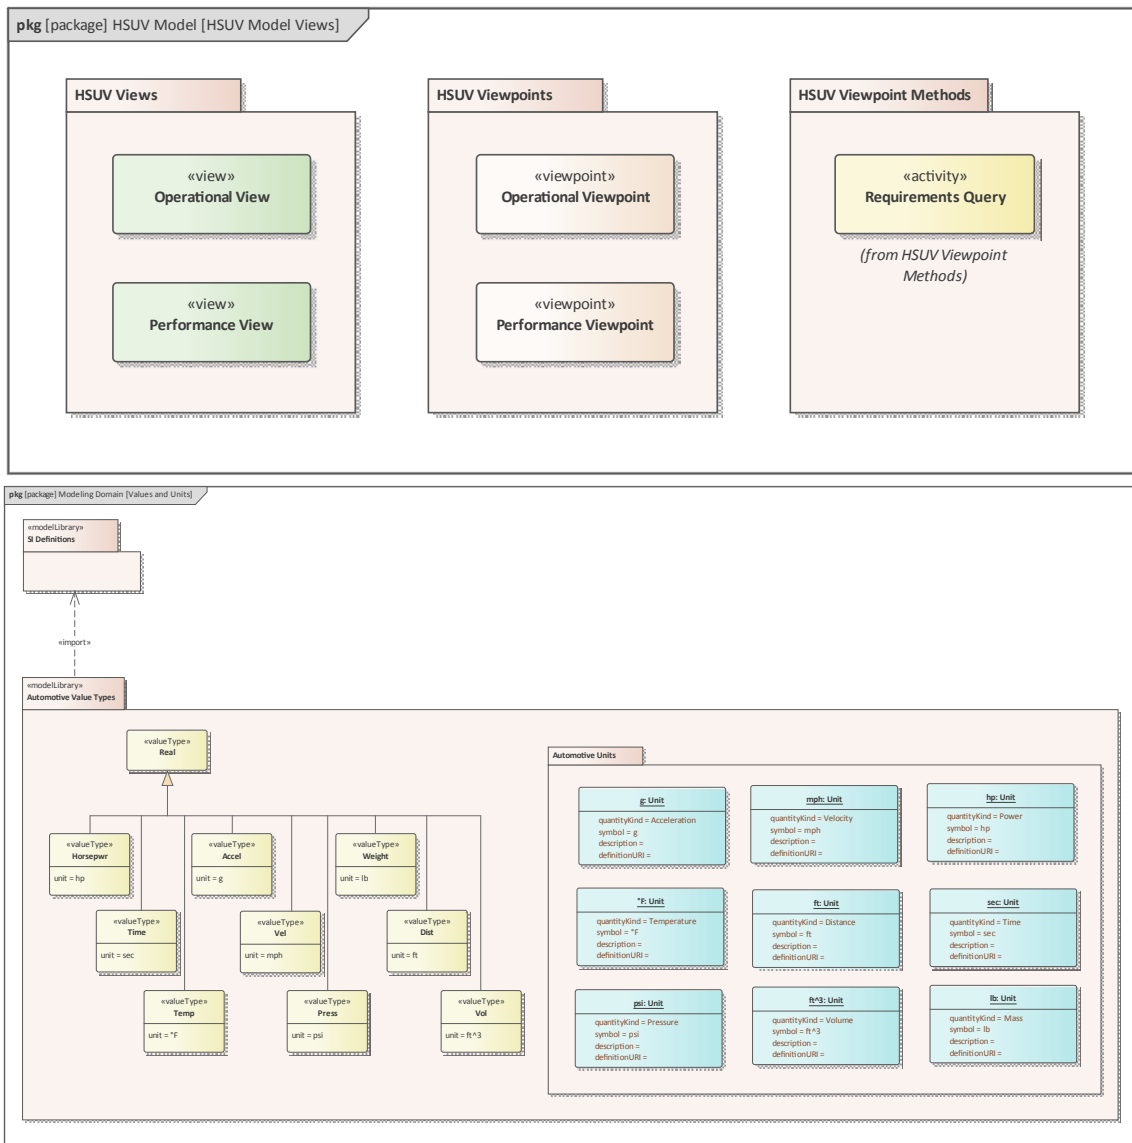 pkg [package] HSUV Model [HSUV Model Views]
HSUV Views
«view»
Operational View
«view»
Performance View
HSUV Viewpoints
«viewpoint»
Operational Viewpoint
«viewpoint»
Performance Viewpoint
HSUV Viewpoint Methods
«activity»
Requirements Query
(from HSUV Viewpoint
Methods)
pkg [package] Modeling Domain [Values and Units]
«modelLibrary»
SI Definitions
«import»
«modelLibrary»
Automotive Value Types
«valueType»
Real
«valueType»
Horsepwr
unit = hp
«valueType»
Accel
unit = g
«valueType»
Weight
unit = lb
«valueType»
Time
unit = sec
«valueType»
Vel
unit = mph
«valueType»
Dist
unit = ft
«valueType»
Temp
unit = °F
«valueType»
Press
unit = psi
«valueType»
Vol
unit = ft^3
Automotive Units
g: Unit
quantityKind = Acceleration
symbol = g
description =
definitionURI =
mph: Unit
quantityKind = Velocity
symbol = mph
description =
definitionURI =
hp: Unit
quantityKind = Power
symbol = hp
description =
definitionURI =
°F: Unit
quantityKind = Temperature
symbol = °F
description =
definitionURI =
ft: Unit
quantityKind = Distance
symbol = ft
description =
definitionURI =
sec: Unit
quantityKind = Time
symbol = sec
description =
definitionURI =
psi: Unit
quantityKind = Pressure
symbol = psi
description =
definitionURI =
ft^3: Unit
quantityKind = Volume
symbol = ft^3
description =
definitionURI =
lb: Unit
quantityKind = Mass
symbol = lb
description =
definitionURI =